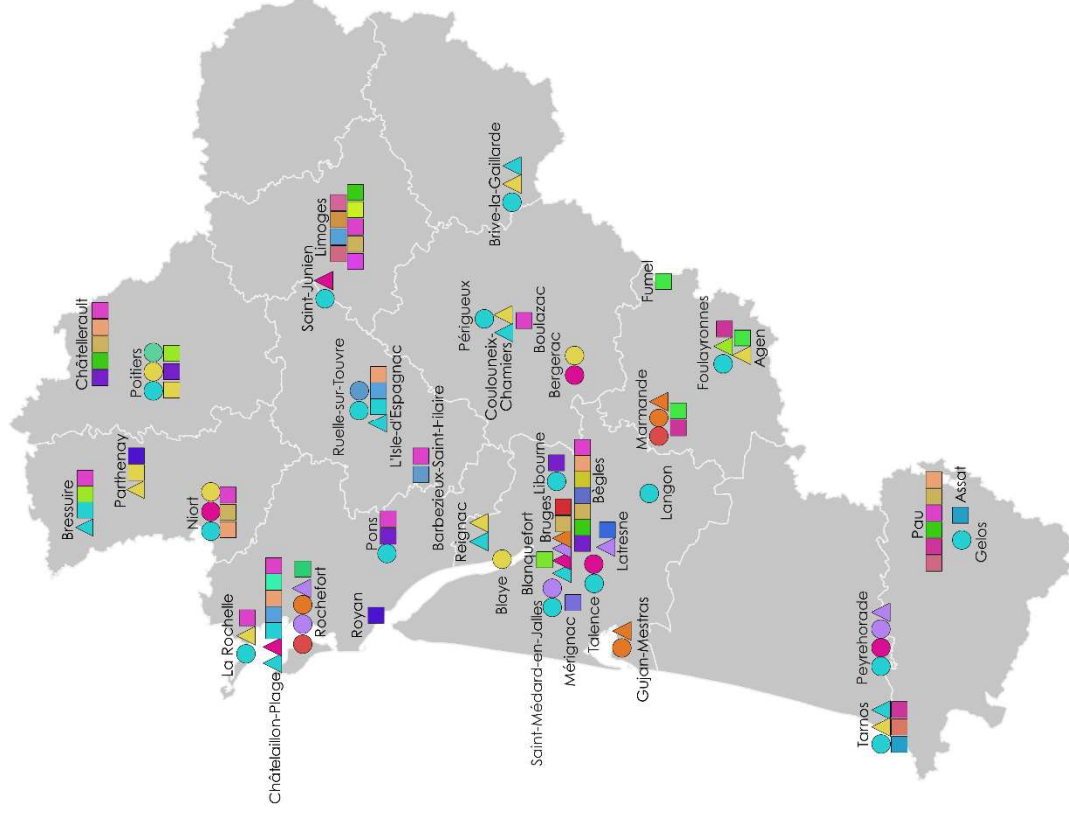 Bressuire
Châtellerault
Parthenay
Poitiers
Niort
La Rochelle
Châtelaillon-Plage
Rochefort
Royan
Pons
Saint-Junien
Limoges
Ruelle-sur-Touvre
L'Isle-d'Espagnac
Barbezieux-Saint-Hilaire
Reignac
Blaye
Périgueux
Coulouneix-
Chamiers
Boulazac
Brive-la-Gaillarde
Bergerac
Libourne
Blanquefort
Bruges
Saint-Médard-en-Jalles
Mérignac
Bègles
Talence
Latresne
Gujan-Mestras
Langon
Marmande
Fumel
Foulayronnes
Agen
Peyrehorade
Tarnos
Pau
Assat
Gelos